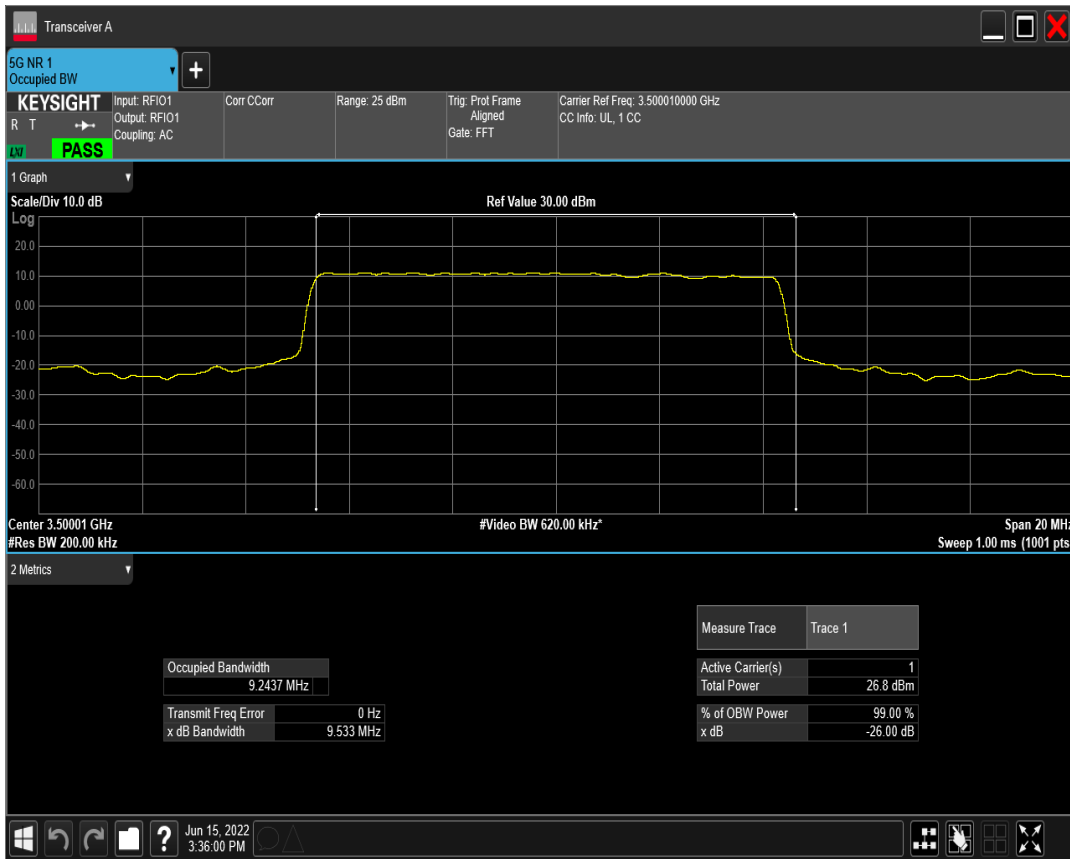 Transceiver A
5G NR 1
Occupied BW
KEYSIGHT
R T
LXI
PASS
Input: RFIO1
Output: RFIO1
Coupling: AC
Corr CCorr
Range: 25 dBm
Trig: Prot Frame
Aligned
Gate: FFT
Carrier Ref Freq: 3.500010000 GHz
CC Info: UL, 1 CC
1 Graph
Scale/Div 10.0 dB
Ref Value 30.00 dBm
Log
20.0
10.0
0.00
-10.0
-20.0
-30.0
-40.0
-50.0
-60.0
Center 3.50001 GHz
#Video BW 620.00 kHz*
Span 20 MHz
#Res BW 200.00 kHz
Sweep 1.00 ms (1001 pts
2 Metrics
Measure Trace Trace 1
Occupied Bandwidth
9.2437 MHz
Active Carrier(s) 1
Total Power 26.8 dBm
Transmit Freq Error 0 Hz
x dB Bandwidth 9.533 MHz
% of OBW Power 99.00 %
x dB -26.00 dB
?
Jun 15, 2022
3:36:00 PM